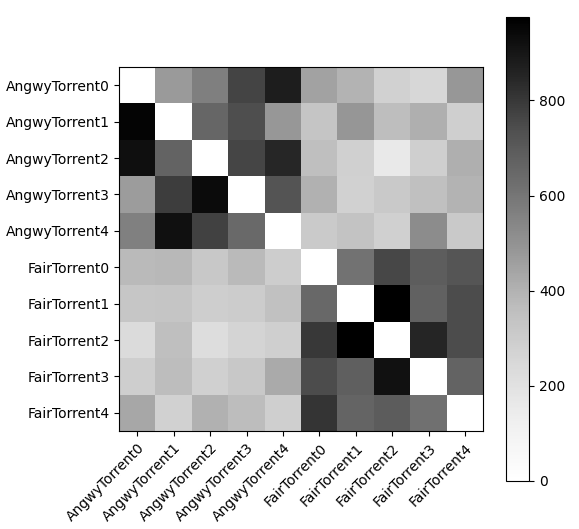 AngwyTorrent0
AngwyTorrent1
AngwyTorrent2
AngwyTorrent3
AngwyTorrent4
FairTorrent0
FairTorrent1
FairTorrent2
FairTorrent3
FairTorrent4
AngwyTorrent0
AngwyTorrent1
AngwyTorrent2
AngwyTorrent3
AngwyTorrent4
FairTorrent0
FairTorrent1
FairTorrent2
FairTorrent3
FairTorrent4
800
600
400
200
0